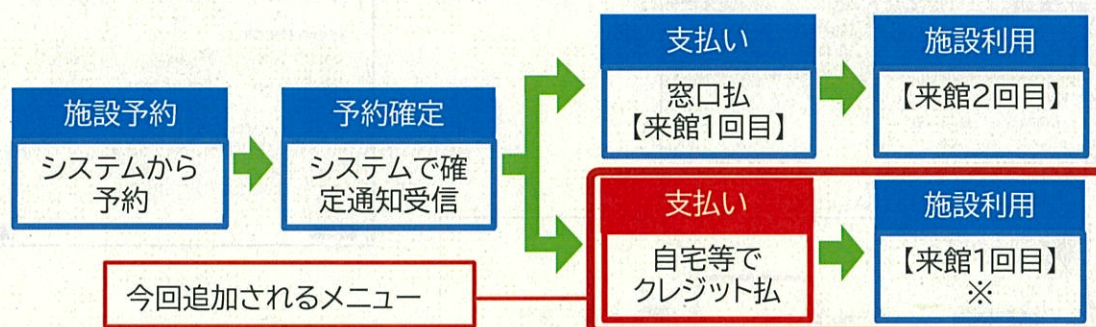 施設予約
システムから
予約
予約確定
システムで確
定通知受信
支払い
窓口払
【来館1回目】
施設利用
【来館2回目】
支払い
自宅等で
クレジット払
施設利用
【来館1回目】
※
今回追加されるメニュー